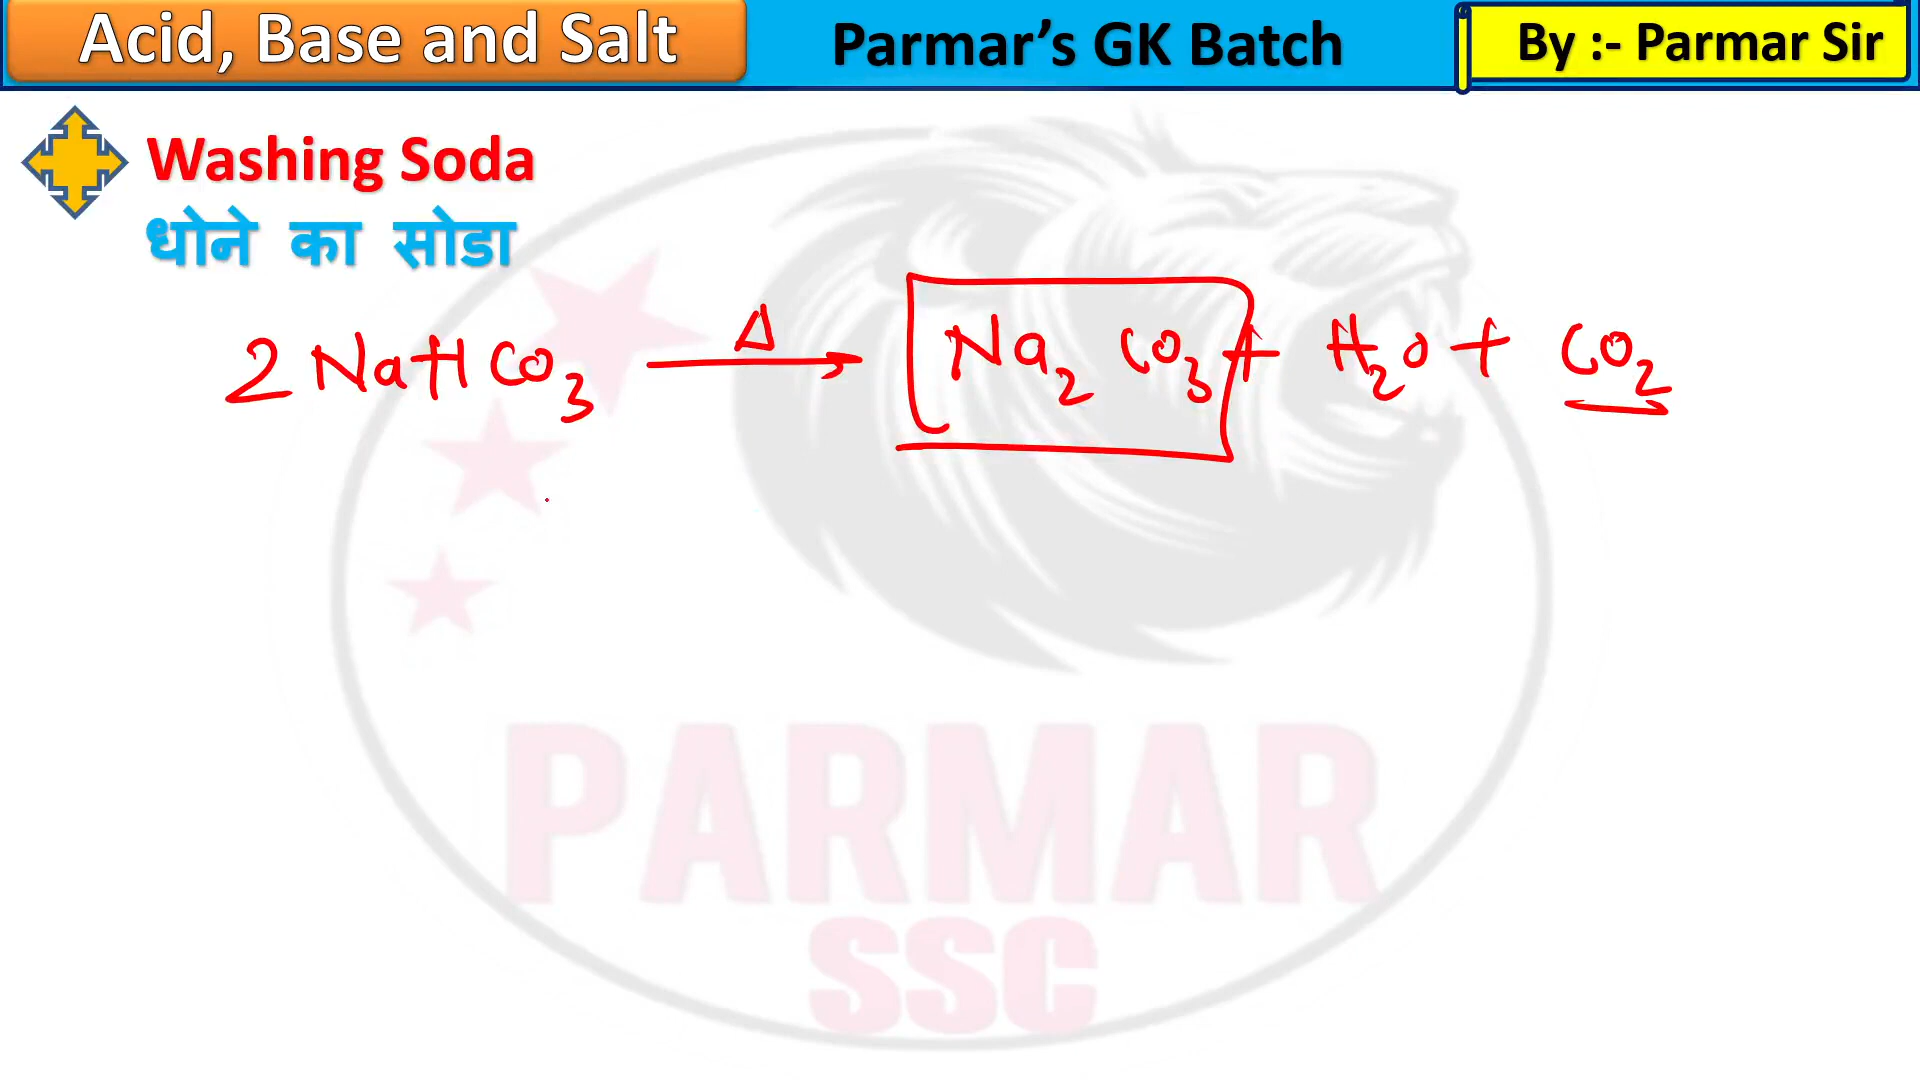 Acid, Base and Salt
Parmar’s GK Batch
By :- Parmar Sir
Washing Soda
धोने का सोडा
2NaHCO₃ —Δ→ Na₂CO₃ + H₂O + CO₂
PARMAR
SSC